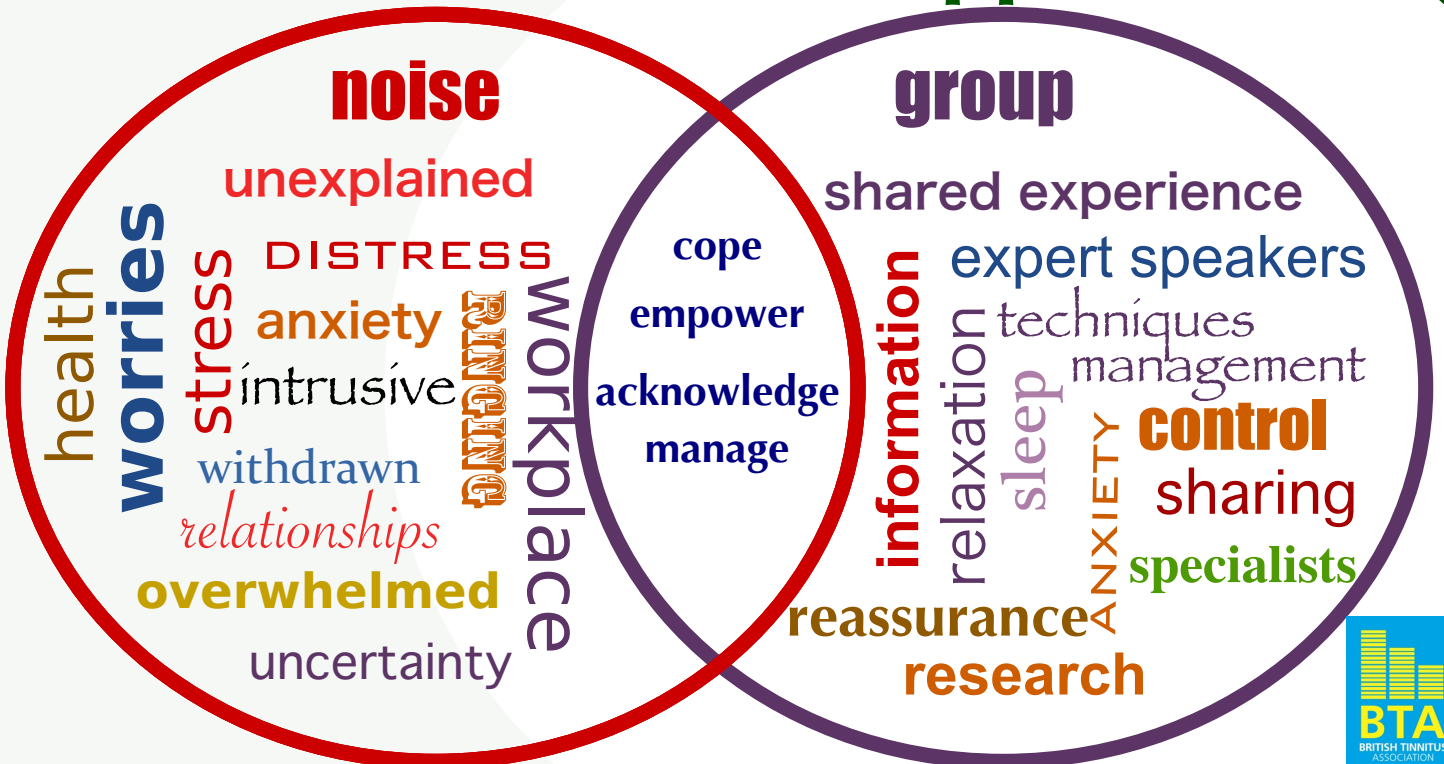 noise
unexplained
health
worries
stress
DISTRESS
anxiety
intrusive
RINGING
workplace
withdrawn
relationships
overwhelmed
uncertainty
cope
empower
acknowledge
manage
group
shared experience
expert speakers
information
relaxation
techniques
management
sleep
control
ANXIETY
sharing
specialists
reassurance
research
BTA
BRITISH TINNITUS
ASSOCIATION